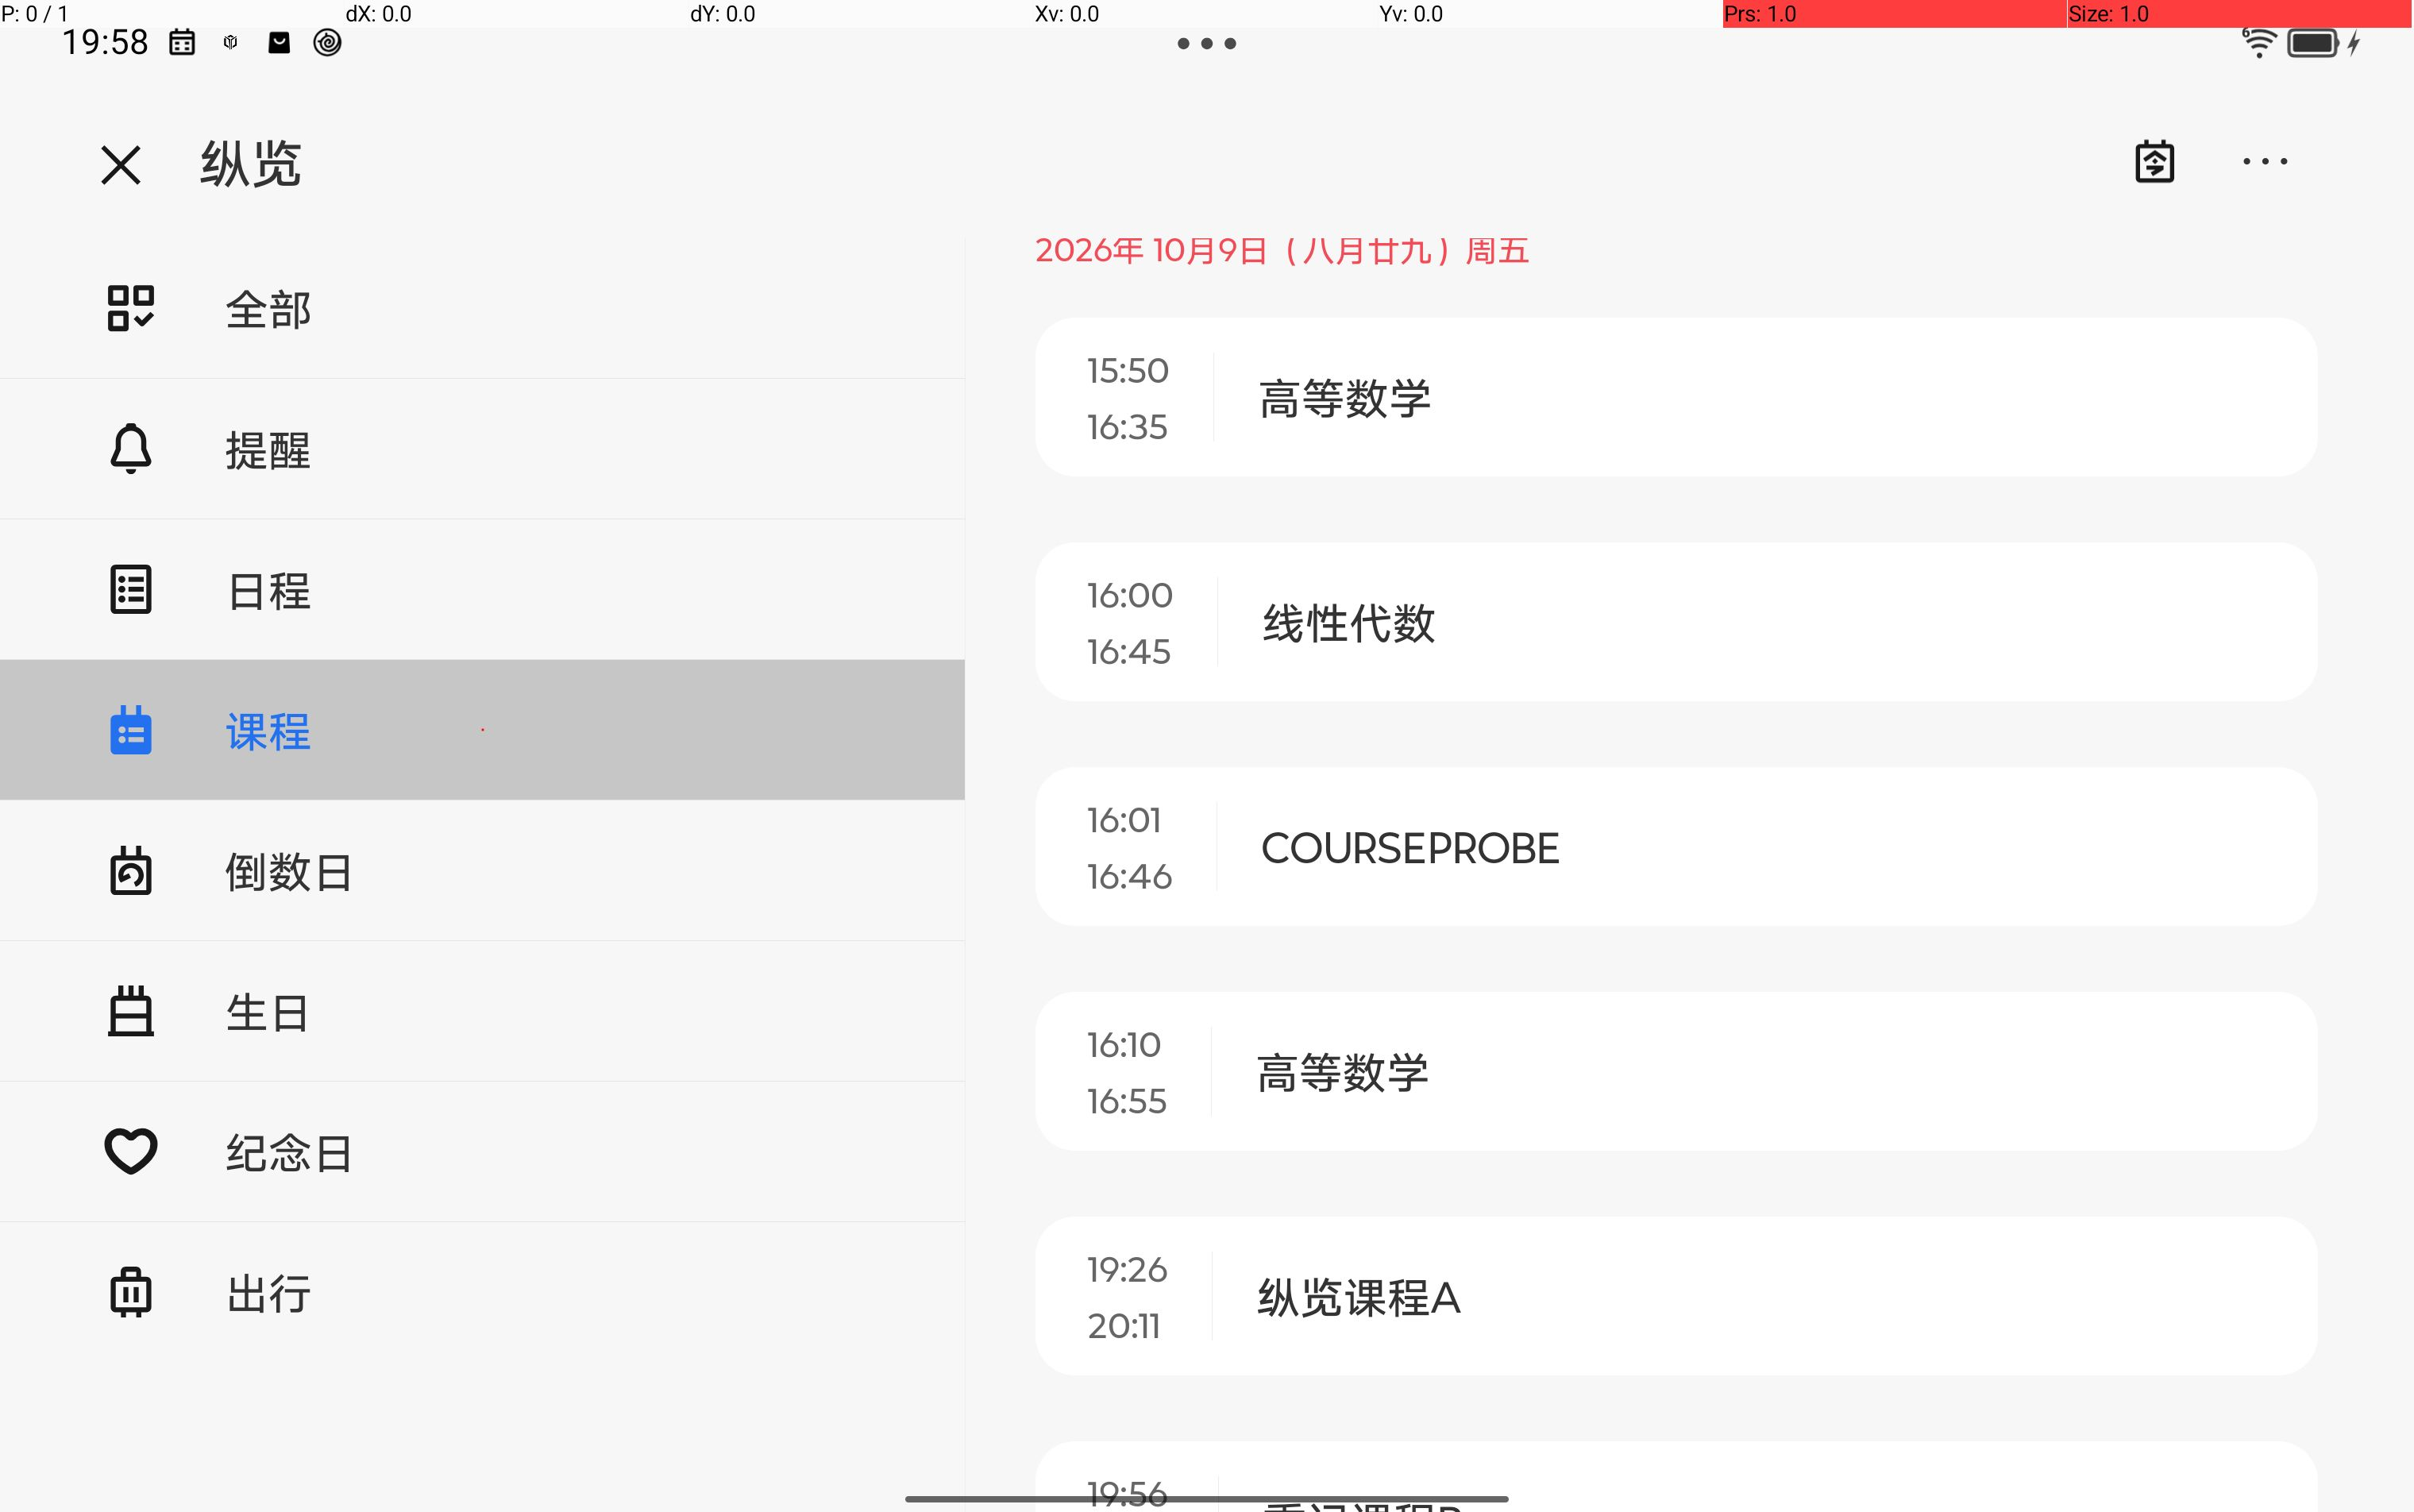 P: 0 / 1 dX: 0.0 dY: 0.0 Xv: 0.0 Yv: 0.0 Prs: 1.0 Size: 1.0
19:58
6
纵览
今
全部
提醒
日程
课程
倒数日
生日
纪念日
出行
2026年 10月9日（八月廿九）周五
15:50
16:35
高等数学
16:00
16:45
线性代数
16:01
16:46
COURSEPROBE
16:10
16:55
高等数学
19:26
20:11
纵览课程A
19:56